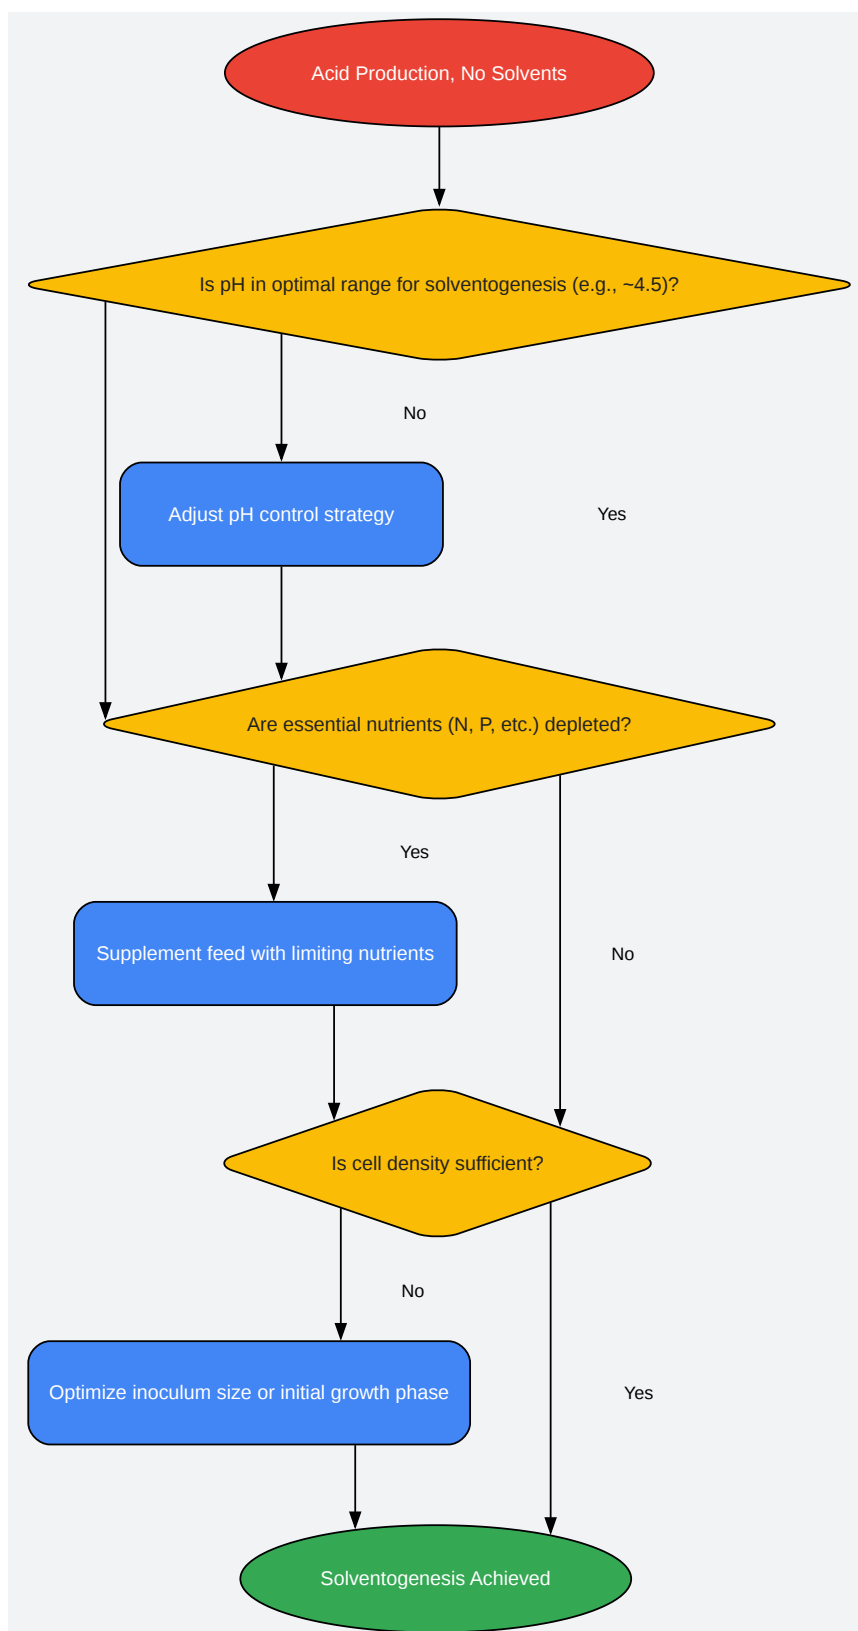 Acid Production, No Solvents
Is pH in optimal range for solventogenesis (e.g., ~4.5)?
No
Adjust pH control strategy
Yes
Are essential nutrients (N, P, etc.) depleted?
Yes
Supplement feed with limiting nutrients
No
Is cell density sufficient?
No
Optimize inoculum size or initial growth phase
Yes
Solventogenesis Achieved